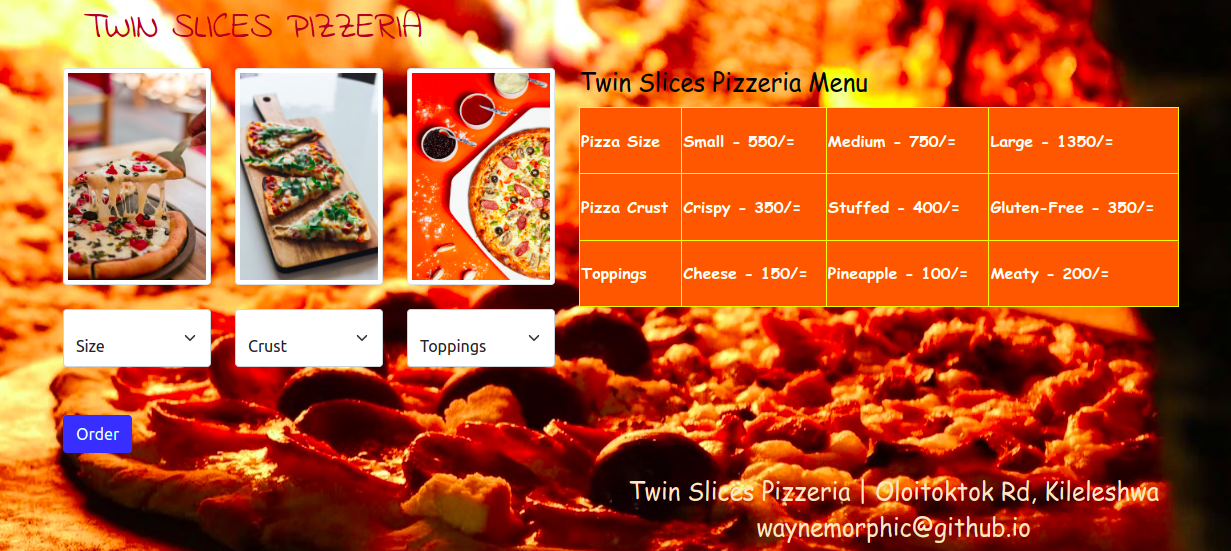 TWIN SLICES PIZZERIA
Twin Slices Pizzeria Menu
Pizza Size Small - 550/= Medium - 750/= Large - 1350/=
Pizza Crust Crispy - 350/= Stuffed - 400/= Gluten-Free - 350/=
Toppings Cheese - 150/= Pineapple - 100/= Meaty - 200/=
Size Crust Toppings
Order
Twin Slices Pizzeria | Oloitoktok Rd, Kileleshwa
waynemorphic@github.io